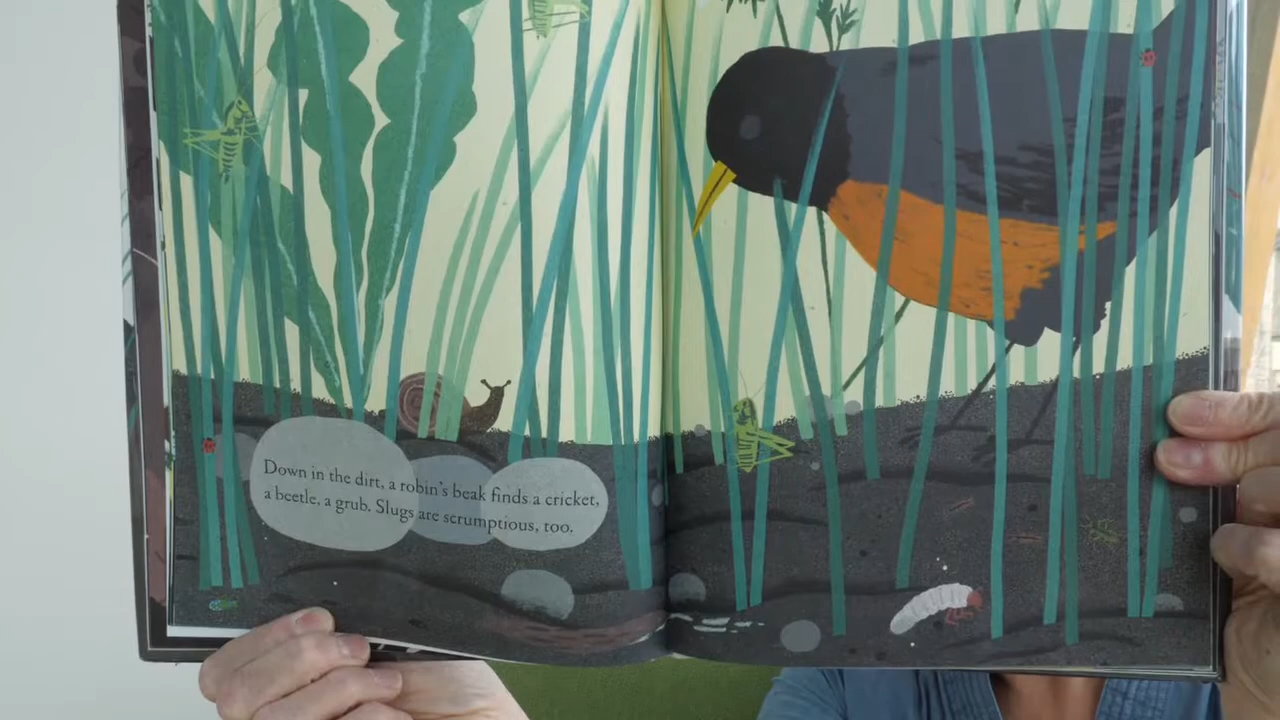 Down in the dirt, a robin's beak finds a cricket,
a beetle, a grub. Slugs are scrumptious, too.